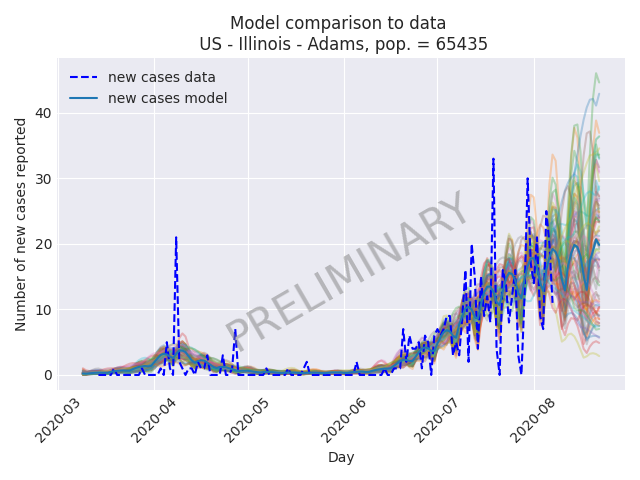 Model comparison to data
US - Illinois - Adams, pop. = 65435
new cases data
new cases model
PRELIMINARY
Number of new cases reported
40
30
20
10
0
2020-03
2020-04
2020-05
2020-06
2020-07
2020-08
Day